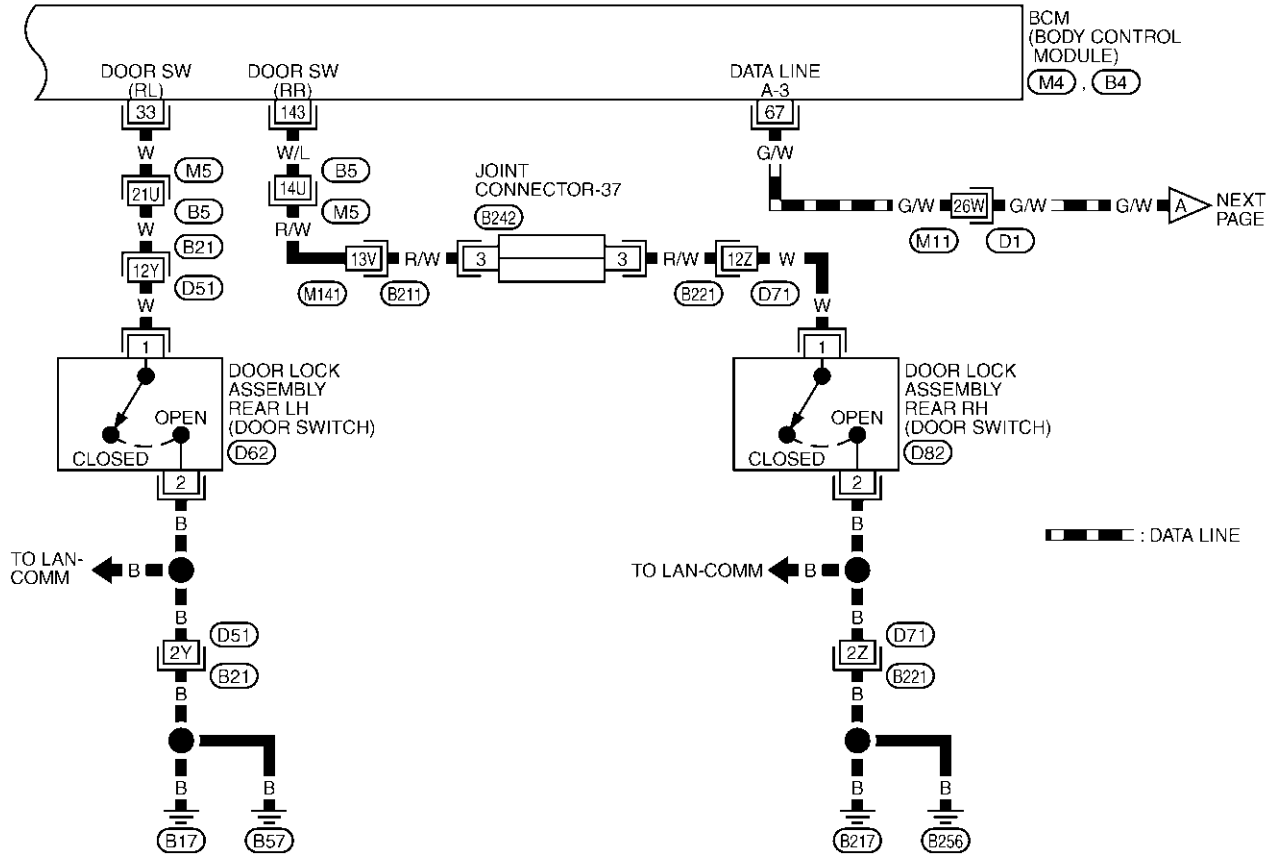 BCM
(BODY CONTROL
MODULE)
M4 , B4
DOOR SW
(RL)
DOOR SW
(RR)
DATA LINE
A-3
33
143
67
W
W/L
G/W
M5
21U
B5
W
B21
12Y
D51
W
B5
14U
M5
R/W
13V
M141
B211
R/W
JOINT
CONNECTOR-37
B242
3
3
R/W
12Z
B221
D71
W
W
G/W
26W
M11
D1
G/W
G/W
A
NEXT
PAGE
1
DOOR LOCK
ASSEMBLY
REAR LH
(DOOR SWITCH)
D62
OPEN
CLOSED
2
B
TO LAN-
COMM
B
B
D51
2Y
B21
B
B
B
B17
B57
1
DOOR LOCK
ASSEMBLY
REAR RH
(DOOR SWITCH)
D82
OPEN
CLOSED
2
B
TO LAN-COMM
B
B
D71
2Z
B221
B
B
B
B217
B256
: DATA LINE